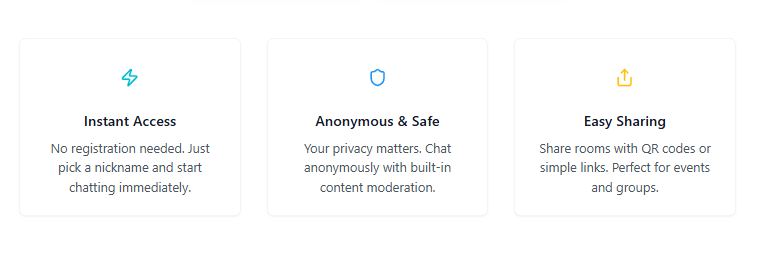 Instant Access
No registration needed. Just
pick a nickname and start
chatting immediately.
Anonymous & Safe
Your privacy matters. Chat
anonymously with built-in
content moderation.
Easy Sharing
Share rooms with QR codes or
simple links. Perfect for events
and groups.